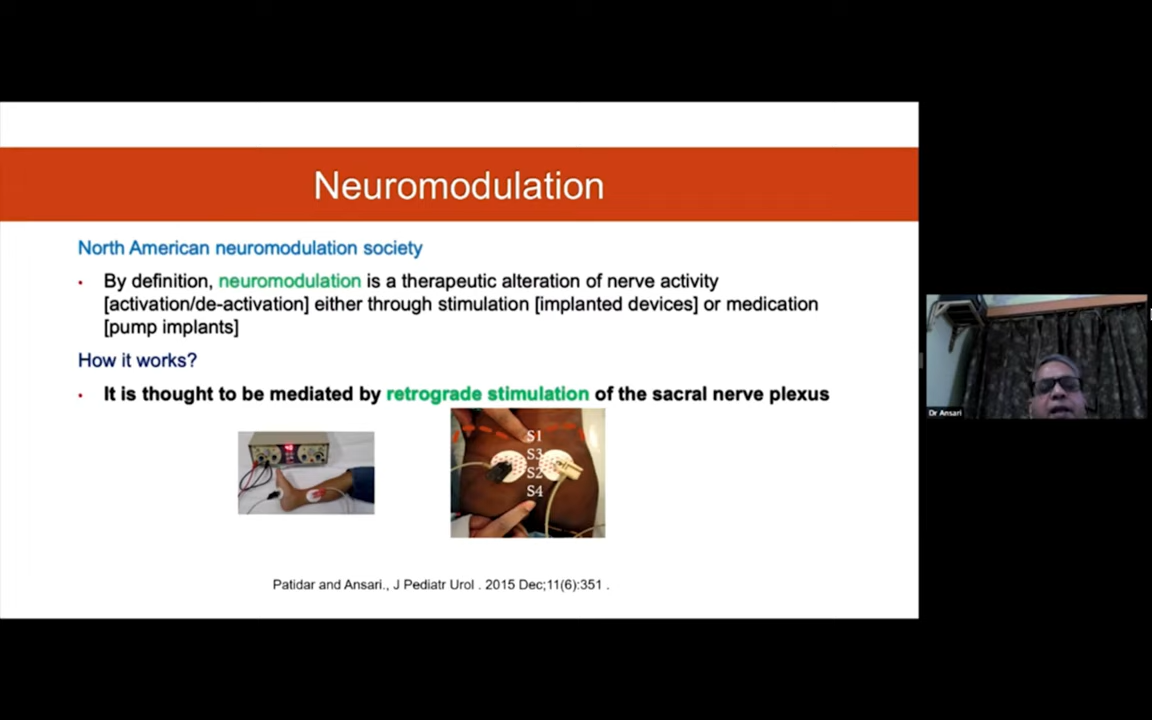 Neuromodulation
North American neuromodulation society
• By definition, neuromodulation is a therapeutic alteration of nerve activity
[activation/de-activation] either through stimulation [implanted devices] or medication
[pump implants]
How it works?
• It is thought to be mediated by retrograde stimulation of the sacral nerve plexus
S1
S3
S2
S4
Patidar and Ansari., J Pediatr Urol . 2015 Dec;11(6):351 .
Dr Ansari